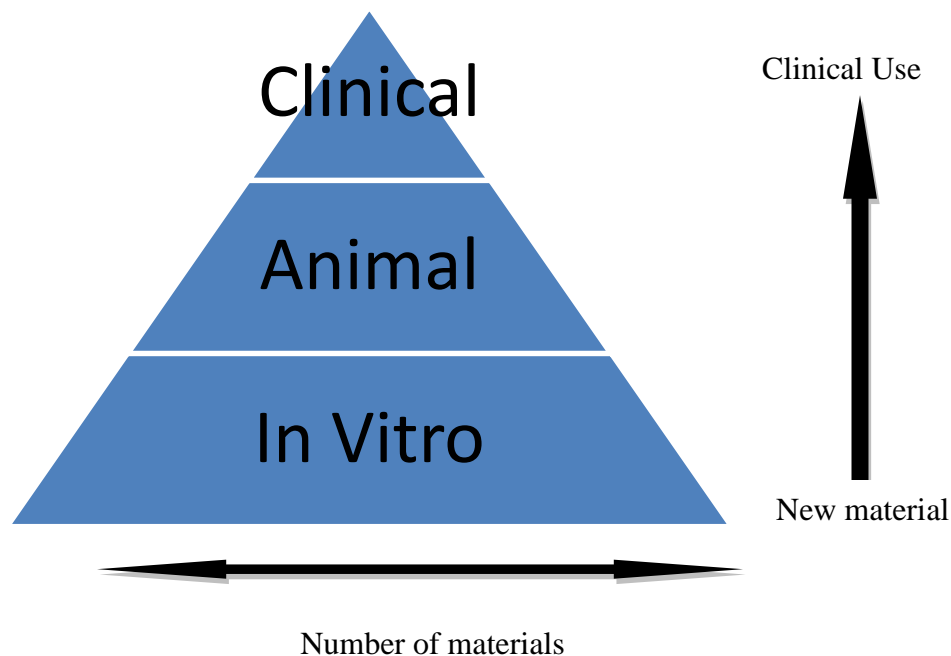 Clinical
Clinical Use
Animal
In Vitro
New material
Number of materials